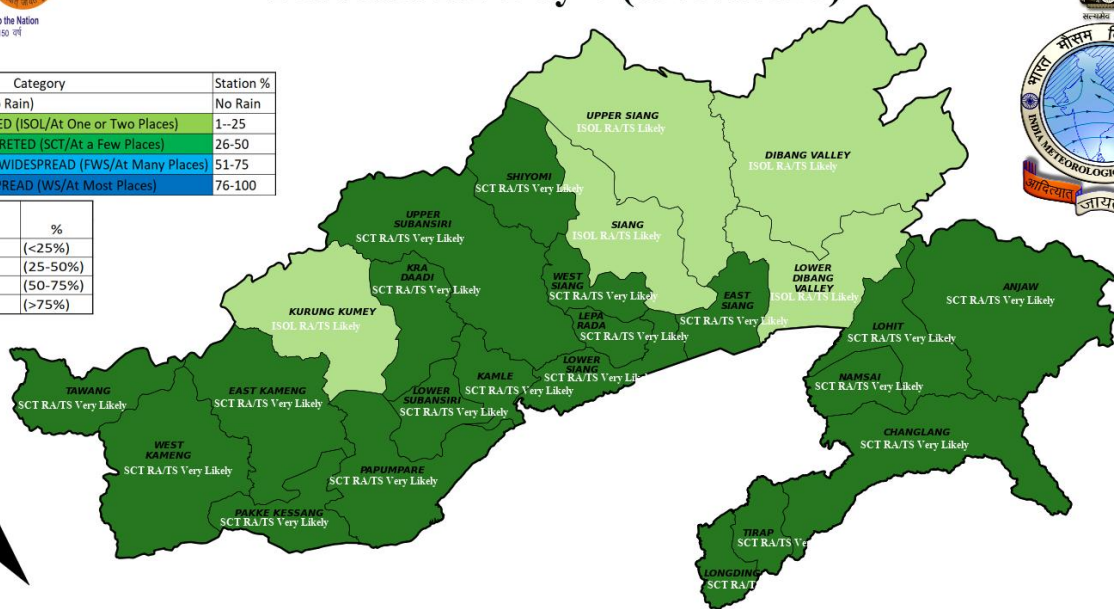 to the Nation
150 वर्ष
Category Station %
Rain) No Rain
ED (ISOL/At One or Two Places) 1--25
RETED (SCT/At a Few Places) 26-50
WIDESPREAD (FWS/At Many Places) 51-75
PREAD (WS/At Most Places) 76-100
%
(<25%)
(25-50%)
(50-75%)
(>75%)
भारत मौसम वि
INDIA METEOROLOGIC
आदित्यात
जायत
UPPER SIANG
ISOL RA/TS Likely
DIBANG VALLEY
ISOL RA/TS Likely
SHIYOMI
SCT RA/TS Very Likely
UPPER
SUBANSIRI
SCT RA/TS Very Likely
SIANG
ISOL RA/TS Likely
KRA
DAADI
SCT RA/TS Very Likely
WEST
SIANG
SCT RA/TS Very Likely
LOWER
DIBANG
VALLEY
ISOL RA/TS Likely
EAST
SIANG
SCT RA/TS Very Likely
ANJAW
SCT RA/TS Very Likely
KURUNG KUMEY
ISOL RA/TS Likely
LEPA
RADA
SCT RA/TS Very Likely
LOHIT
SCT RA/TS Very Likely
LOWER
SIANG
SCT RA/TS Very Lik
KAMLE
SCT RA/TS Very Likely
NAMSAI
SCT RA/TS Very Likely
TAWANG
SCT RA/TS Very Likely
EAST KAMENG
SCT RA/TS Very Likely
LOWER
SUBANSIRI
SCT RA/TS Very Likely
CHANGLANG
SCT RA/TS Very Likely
WEST
KAMENG
SCT RA/TS Very Likely
PAPUMPARE
SCT RA/TS Very Likely
PAKKE KESSANG
SCT RA/TS Very Likely
TIRAP
SCT RA/TS Ve
LONGDING
SCT RA/T